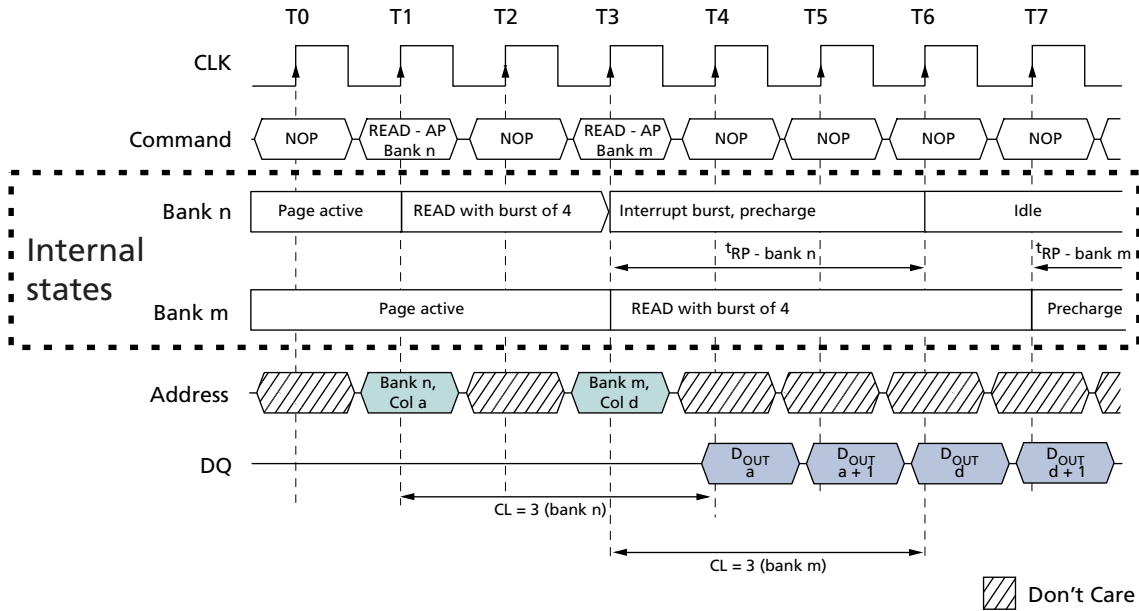 T0 T1 T2 T3 T4 T5 T6 T7
CLK
Command NOP READ - AP Bank n NOP READ - AP Bank m NOP NOP NOP NOP
Bank n Page active READ with burst of 4 Interrupt burst, precharge Idle
tRP - bank n tRP - bank m
Internal
states
Bank m Page active READ with burst of 4 Precharge
Address Bank n, Col a Bank m, Col d
DQ DOUT a DOUT a + 1 DOUT d DOUT d + 1
CL = 3 (bank n)
CL = 3 (bank m)
Don't Care